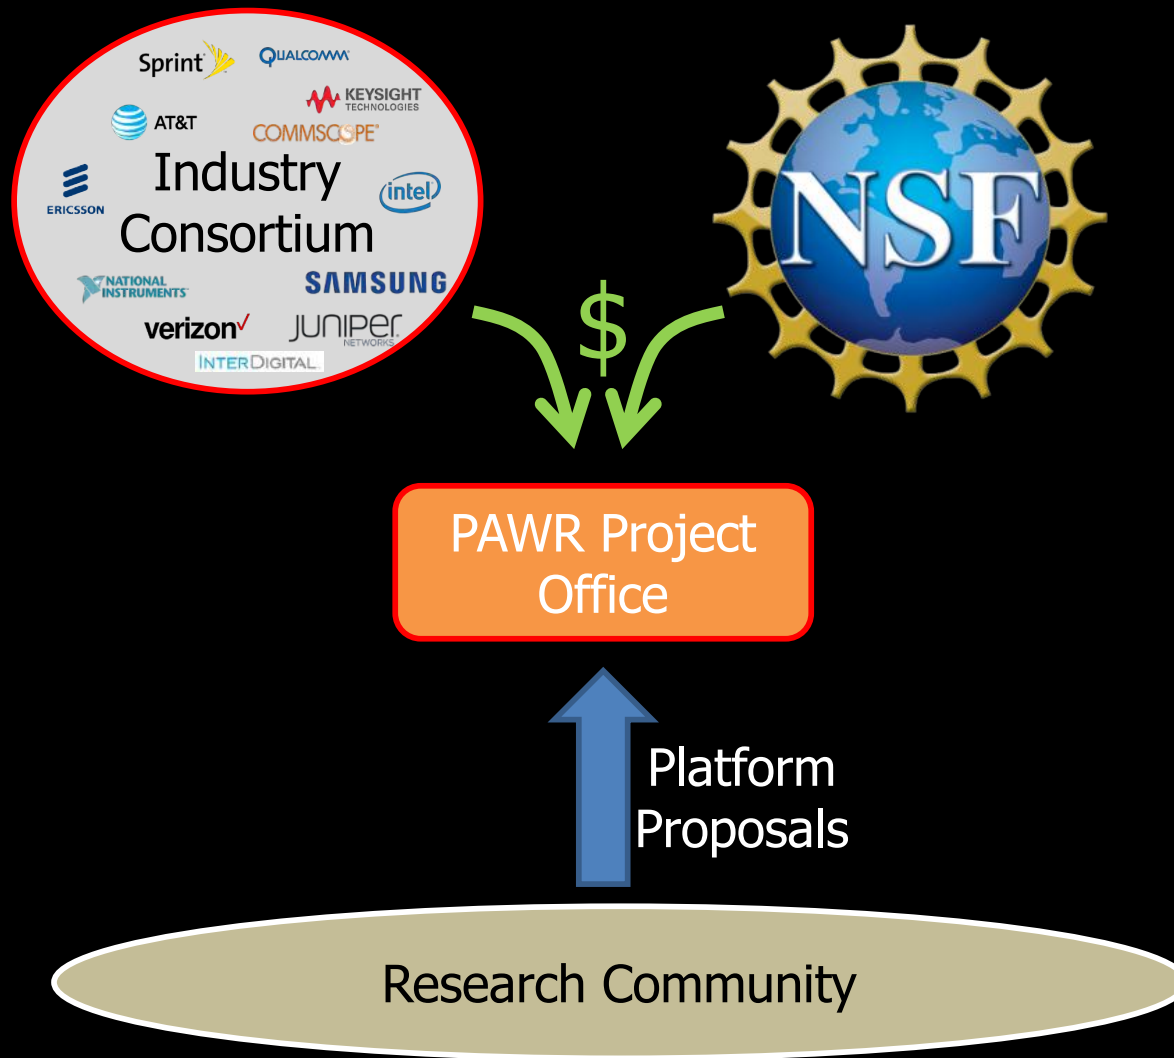 Sprint
QUALCOMM
KEYSIGHT
TECHNOLOGIES
AT&T
COMMSCOPE
Industry
Consortium
ERICSSON
intel
NATIONAL
INSTRUMENTS
SAMSUNG
verizon
JUNIPER
NETWORKS
INTERDIGITAL
NSF
$
PAWR Project
Office
Platform
Proposals
Research Community